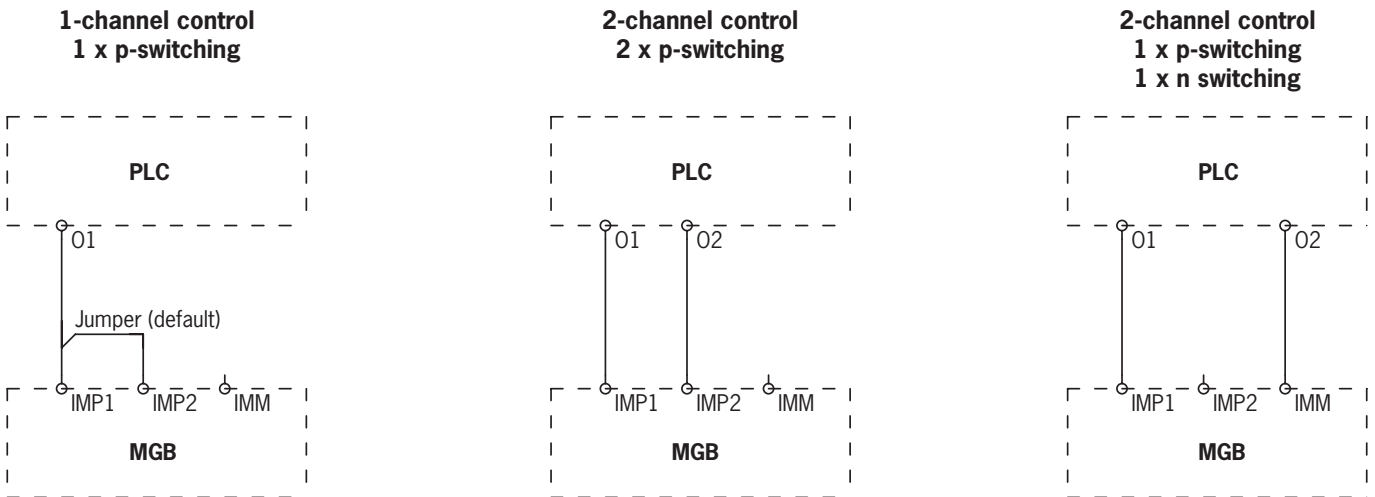 1-channel control
1 x p-switching
PLC
O1
Jumper (default)
IMP1
IMP2
IMM
MGB
2-channel control
2 x p-switching
PLC
O1
O2
IMP1
IMP2
IMM
MGB
2-channel control
1 x p-switching
1 x n switching
PLC
O1
O2
IMP1
IMP2
IMM
MGB